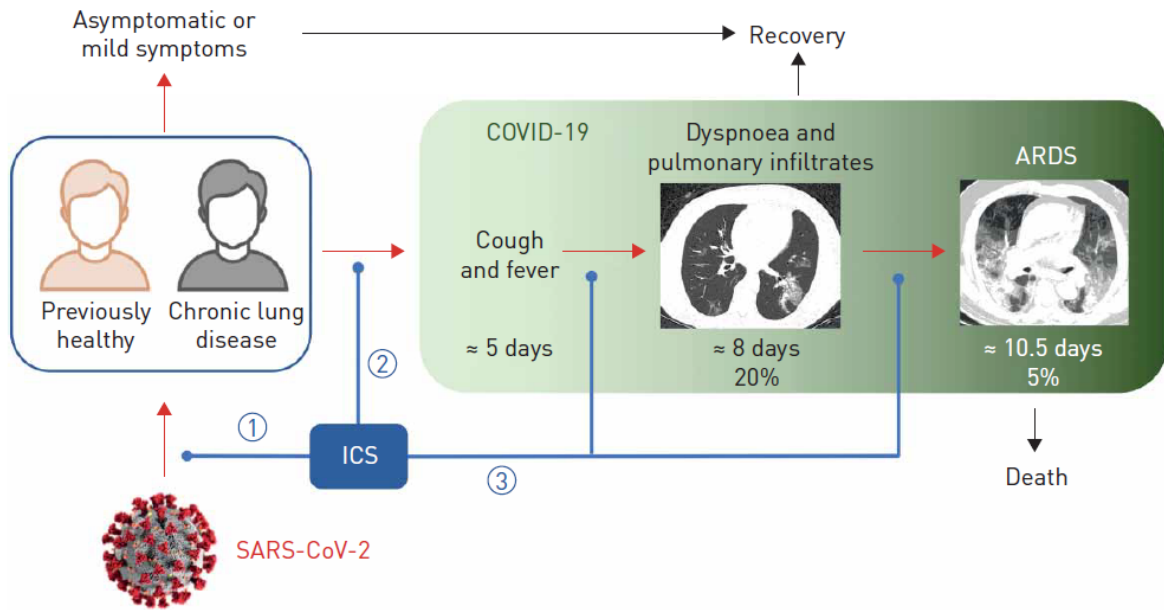 Asymptomatic or
mild symptoms
Recovery
COVID-19
Dyspnoea and
pulmonary infiltrates
ARDS
Previously
healthy
Chronic lung
disease
Cough
and fever
≈ 5 days
≈ 8 days
20%
≈ 10.5 days
5%
①
②
ICS
③
Death
SARS-CoV-2